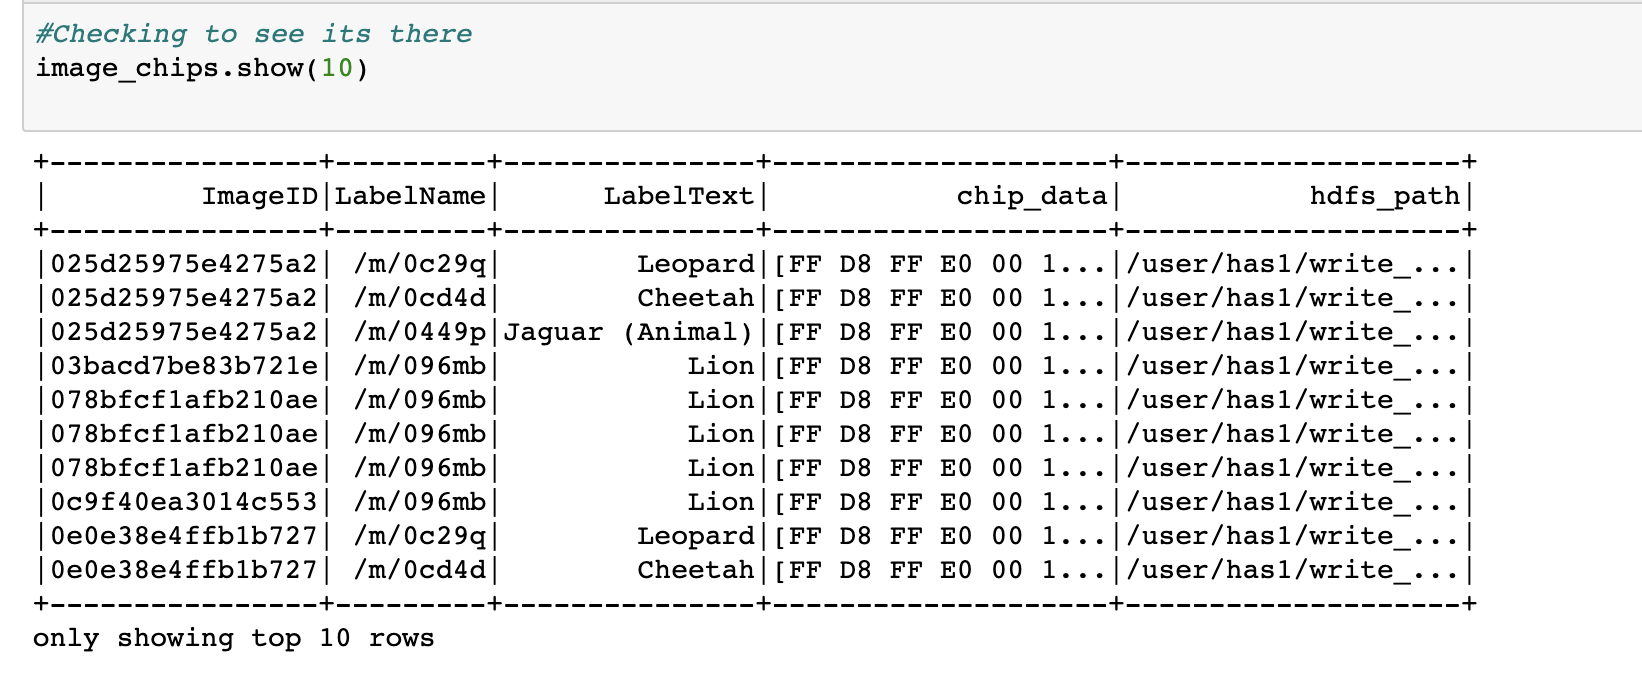 #Checking to see its there
image_chips.show(10)
+----------------+---------+---------------+--------------------+--------------------+
|         ImageID|LabelName|      LabelText|           chip_data|           hdfs_path|
+----------------+---------+---------------+--------------------+--------------------+
|025d25975e4275a2| /m/0c29q|        Leopard|[FF D8 FF E0 00 1...|/user/has1/write_...|
|025d25975e4275a2| /m/0cd4d|        Cheetah|[FF D8 FF E0 00 1...|/user/has1/write_...|
|025d25975e4275a2| /m/0449p|Jaguar (Animal)|[FF D8 FF E0 00 1...|/user/has1/write_...|
|03bacd7be83b721e| /m/096mb|           Lion|[FF D8 FF E0 00 1...|/user/has1/write_...|
|078bfcf1afb210ae| /m/096mb|           Lion|[FF D8 FF E0 00 1...|/user/has1/write_...|
|078bfcf1afb210ae| /m/096mb|           Lion|[FF D8 FF E0 00 1...|/user/has1/write_...|
|078bfcf1afb210ae| /m/096mb|           Lion|[FF D8 FF E0 00 1...|/user/has1/write_...|
|0c9f40ea3014c553| /m/096mb|           Lion|[FF D8 FF E0 00 1...|/user/has1/write_...|
|0e0e38e4ffb1b727| /m/0c29q|        Leopard|[FF D8 FF E0 00 1...|/user/has1/write_...|
|0e0e38e4ffb1b727| /m/0cd4d|        Cheetah|[FF D8 FF E0 00 1...|/user/has1/write_...|
+----------------+---------+---------------+--------------------+--------------------+
only showing top 10 rows